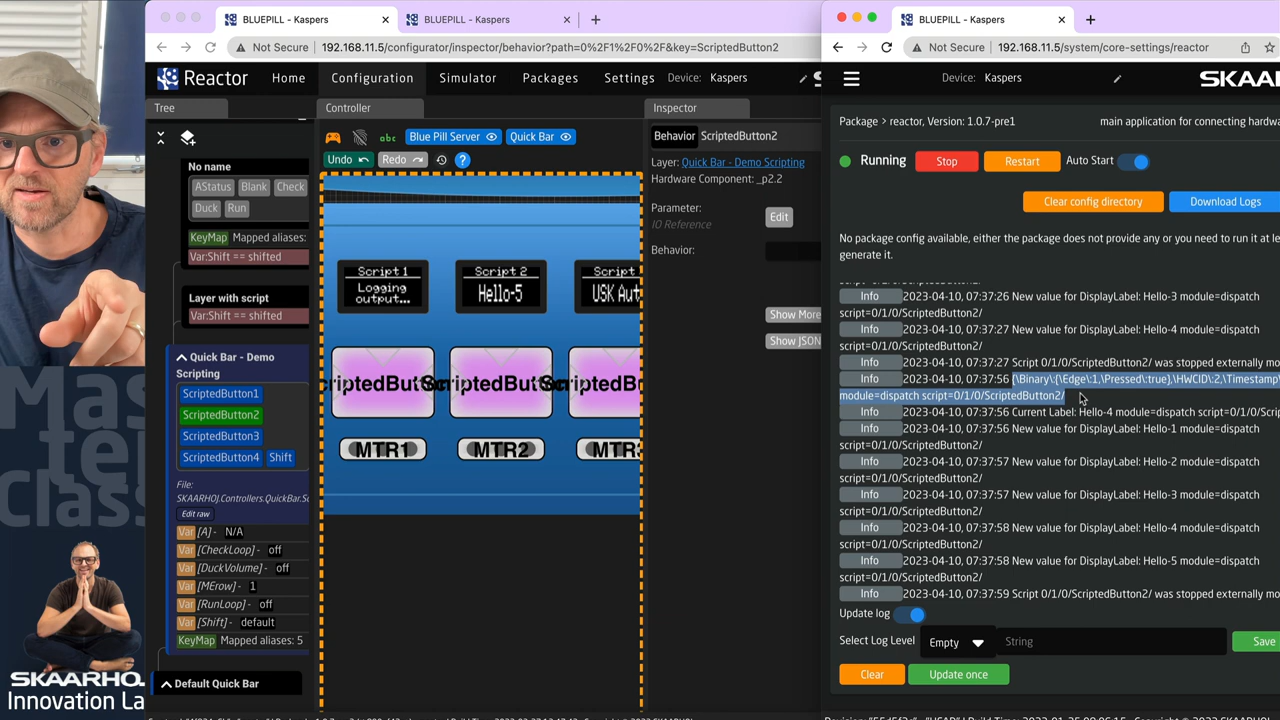 BLUEPILL - Kaspers
BLUEPILL - Kaspers
BLUEPILL - Kaspers
Not Secure 192.168.11.5/configurator/inspector/behavior?path=0%2F1%2F0%2F&key=ScriptedButton2
Not Secure 192.168.11.5/system/core-settings/reactor
Reactor Home Configuration Simulator Packages Settings Device: Kaspers
Device: Kaspers SKAARH
Tree
Controller
Inspector
abc Blue Pill Server Quick Bar
Undo Redo ?
No name
AStatus Blank Check
Duck Run
KeyMap Mapped aliases:
Var:Shift == shifted
Layer with script
Var:Shift == shifted
Quick Bar - Demo
Scripting
ScriptedButton1
ScriptedButton2
ScriptedButton3
ScriptedButton4 Shift
File:
SKAARHOJ.Controllers.QuickBar.Sc
Edit raw
Var [A] - N/A
Var [CheckLoop] - off
Var [DuckVolume] - off
Var [MErow] - 1
Var [RunLoop] - off
Var [Shift] - default
KeyMap Mapped aliases: 5
Default Quick Bar
Script 1
Logging
output...
Script 2
Hello-5
Script
USK Aut
riptedButto
criptedButto
criptedBu
MTR1
MTR2
MTR3
Behavior ScriptedButton2
Layer: Quick Bar - Demo Scripting
Hardware Component: _p2.2
Parameter:
IO Reference
Edit
Behavior:
Show More
Show JSON
Package > reactor, Version: 1.0.7-pre1 main application for connecting hardwa
Running Stop Restart Auto Start
Clear config directory Download Logs
No package config available, either the package does not provide any or you need to run it at le
generate it.
script=0/1/0/ScriptedButton2/
Info 2023-04-10, 07:37:26 New value for DisplayLabel: Hello-3 module=dispatch
script=0/1/0/ScriptedButton2/
Info 2023-04-10, 07:37:27 New value for DisplayLabel: Hello-4 module=dispatch
script=0/1/0/ScriptedButton2/
Info 2023-04-10, 07:37:27 Script 0/1/0/ScriptedButton2/ was stopped externally mo
Info 2023-04-10, 07:37:56 {\Binary\:{\Edge\:1,\Pressed\:true},\HWCID\:2,\Timestamp\
module=dispatch script=0/1/0/ScriptedButton2/
Info 2023-04-10, 07:37:56 Current Label: Hello-4 module=dispatch script=0/1/0/Scrip
Info 2023-04-10, 07:37:56 New value for DisplayLabel: Hello-1 module=dispatch
script=0/1/0/ScriptedButton2/
Info 2023-04-10, 07:37:57 New value for DisplayLabel: Hello-2 module=dispatch
script=0/1/0/ScriptedButton2/
Info 2023-04-10, 07:37:57 New value for DisplayLabel: Hello-3 module=dispatch
script=0/1/0/ScriptedButton2/
Info 2023-04-10, 07:37:58 New value for DisplayLabel: Hello-4 module=dispatch
script=0/1/0/ScriptedButton2/
Info 2023-04-10, 07:37:58 New value for DisplayLabel: Hello-5 module=dispatch
script=0/1/0/ScriptedButton2/
Info 2023-04-10, 07:37:59 Script 0/1/0/ScriptedButton2/ was stopped externally mo
Update log
Select Log Level Empty String Save
Clear Update once
Mas
ter
Class
SKAARHO
Innovation La